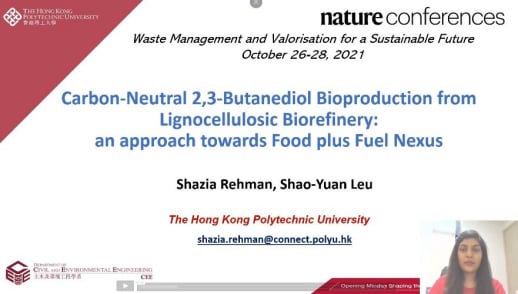 THE HONG KONG
POLYTECHNIC UNIVERSITY
香港理工大學
nature conferences
Waste Management and Valorisation for a Sustainable Future
October 26-28, 2021
Carbon-Neutral 2,3-Butanediol Bioproduction from
Lignocellulosic Biorefinery:
an approach towards Food plus Fuel Nexus
Shazia Rehman, Shao-Yuan Leu
The Hong Kong Polytechnic University
shazia.rehman@connect.polyu.hk
DEPARTMENT OF
CIVIL AND ENVIRONMENTAL ENGINEERING
土木及環境工程學系 CEE
Opening Minds • Shaping the